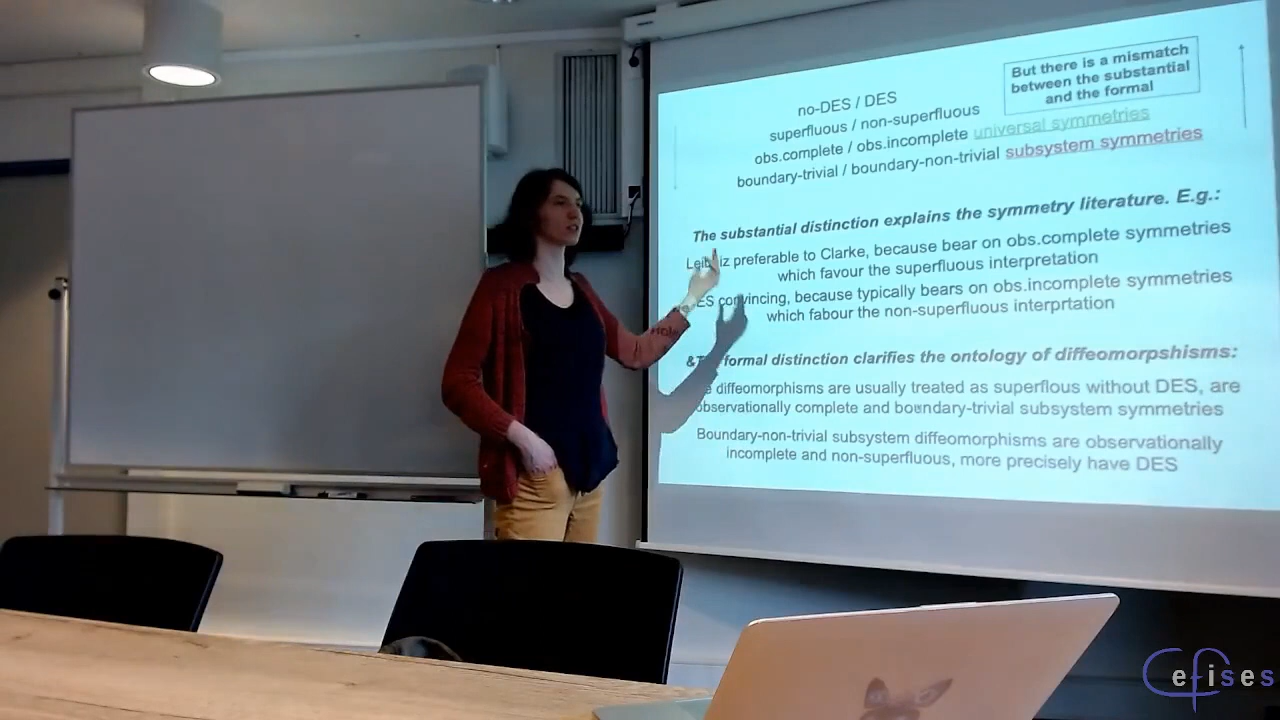 But there is a mismatch
between the substantial
and the formal
no-DES / DES
superfluous / non-superfluous
obs.complete / obs.incomplete universal symmetries
boundary-trivial / boundary-non-trivial subsystem symmetries
The substantial distinction explains the symmetry literature. E.g.:
preferable to Clarke, because bear on obs.complete symmetries
which favour the superfluous interpretation
convincing, because typically bears on obs.incomplete symmetries
which fabour the non-superfluous interprtation
formal distinction clarifies the ontology of diffeomorpshisms:
diffeomorphisms are usually treated as superflous without DES, are
observationally complete and boundary-trivial subsystem symmetries
Boundary-non-trivial subsystem diffeomorphisms are observationally
incomplete and non-superfluous, more precisely have DES
Cefises